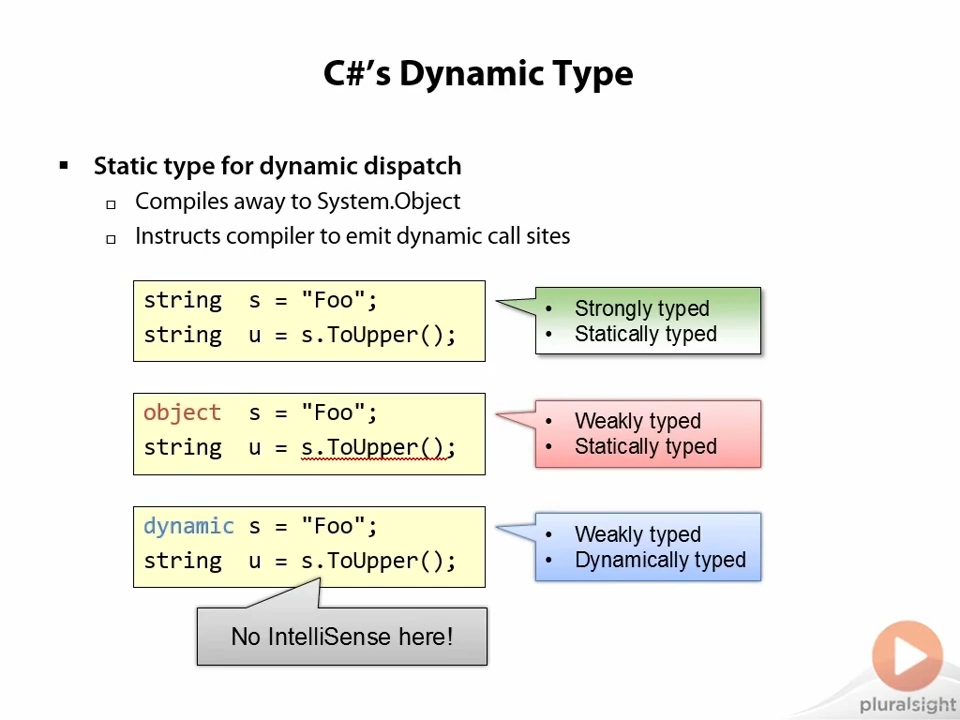 C#'s Dynamic Type
▪ Static type for dynamic dispatch
▫ Compiles away to System.Object
▫ Instructs compiler to emit dynamic call sites
string s = "Foo";
string u = s.ToUpper();
• Strongly typed
• Statically typed
object s = "Foo";
string u = s.ToUpper();
• Weakly typed
• Statically typed
dynamic s = "Foo";
string u = s.ToUpper();
• Weakly typed
• Dynamically typed
No IntelliSense here!
pluralsight